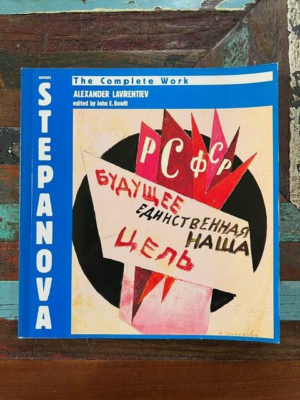 The Complete Work
ALEXANDER LAVRENTIEV
edited by John E. Bowlt
STEPANOVA
РСФСР
БУДУЩЕЕ
ЕДИНСТВЕННАЯ
НАША
ЦЕЛЬ